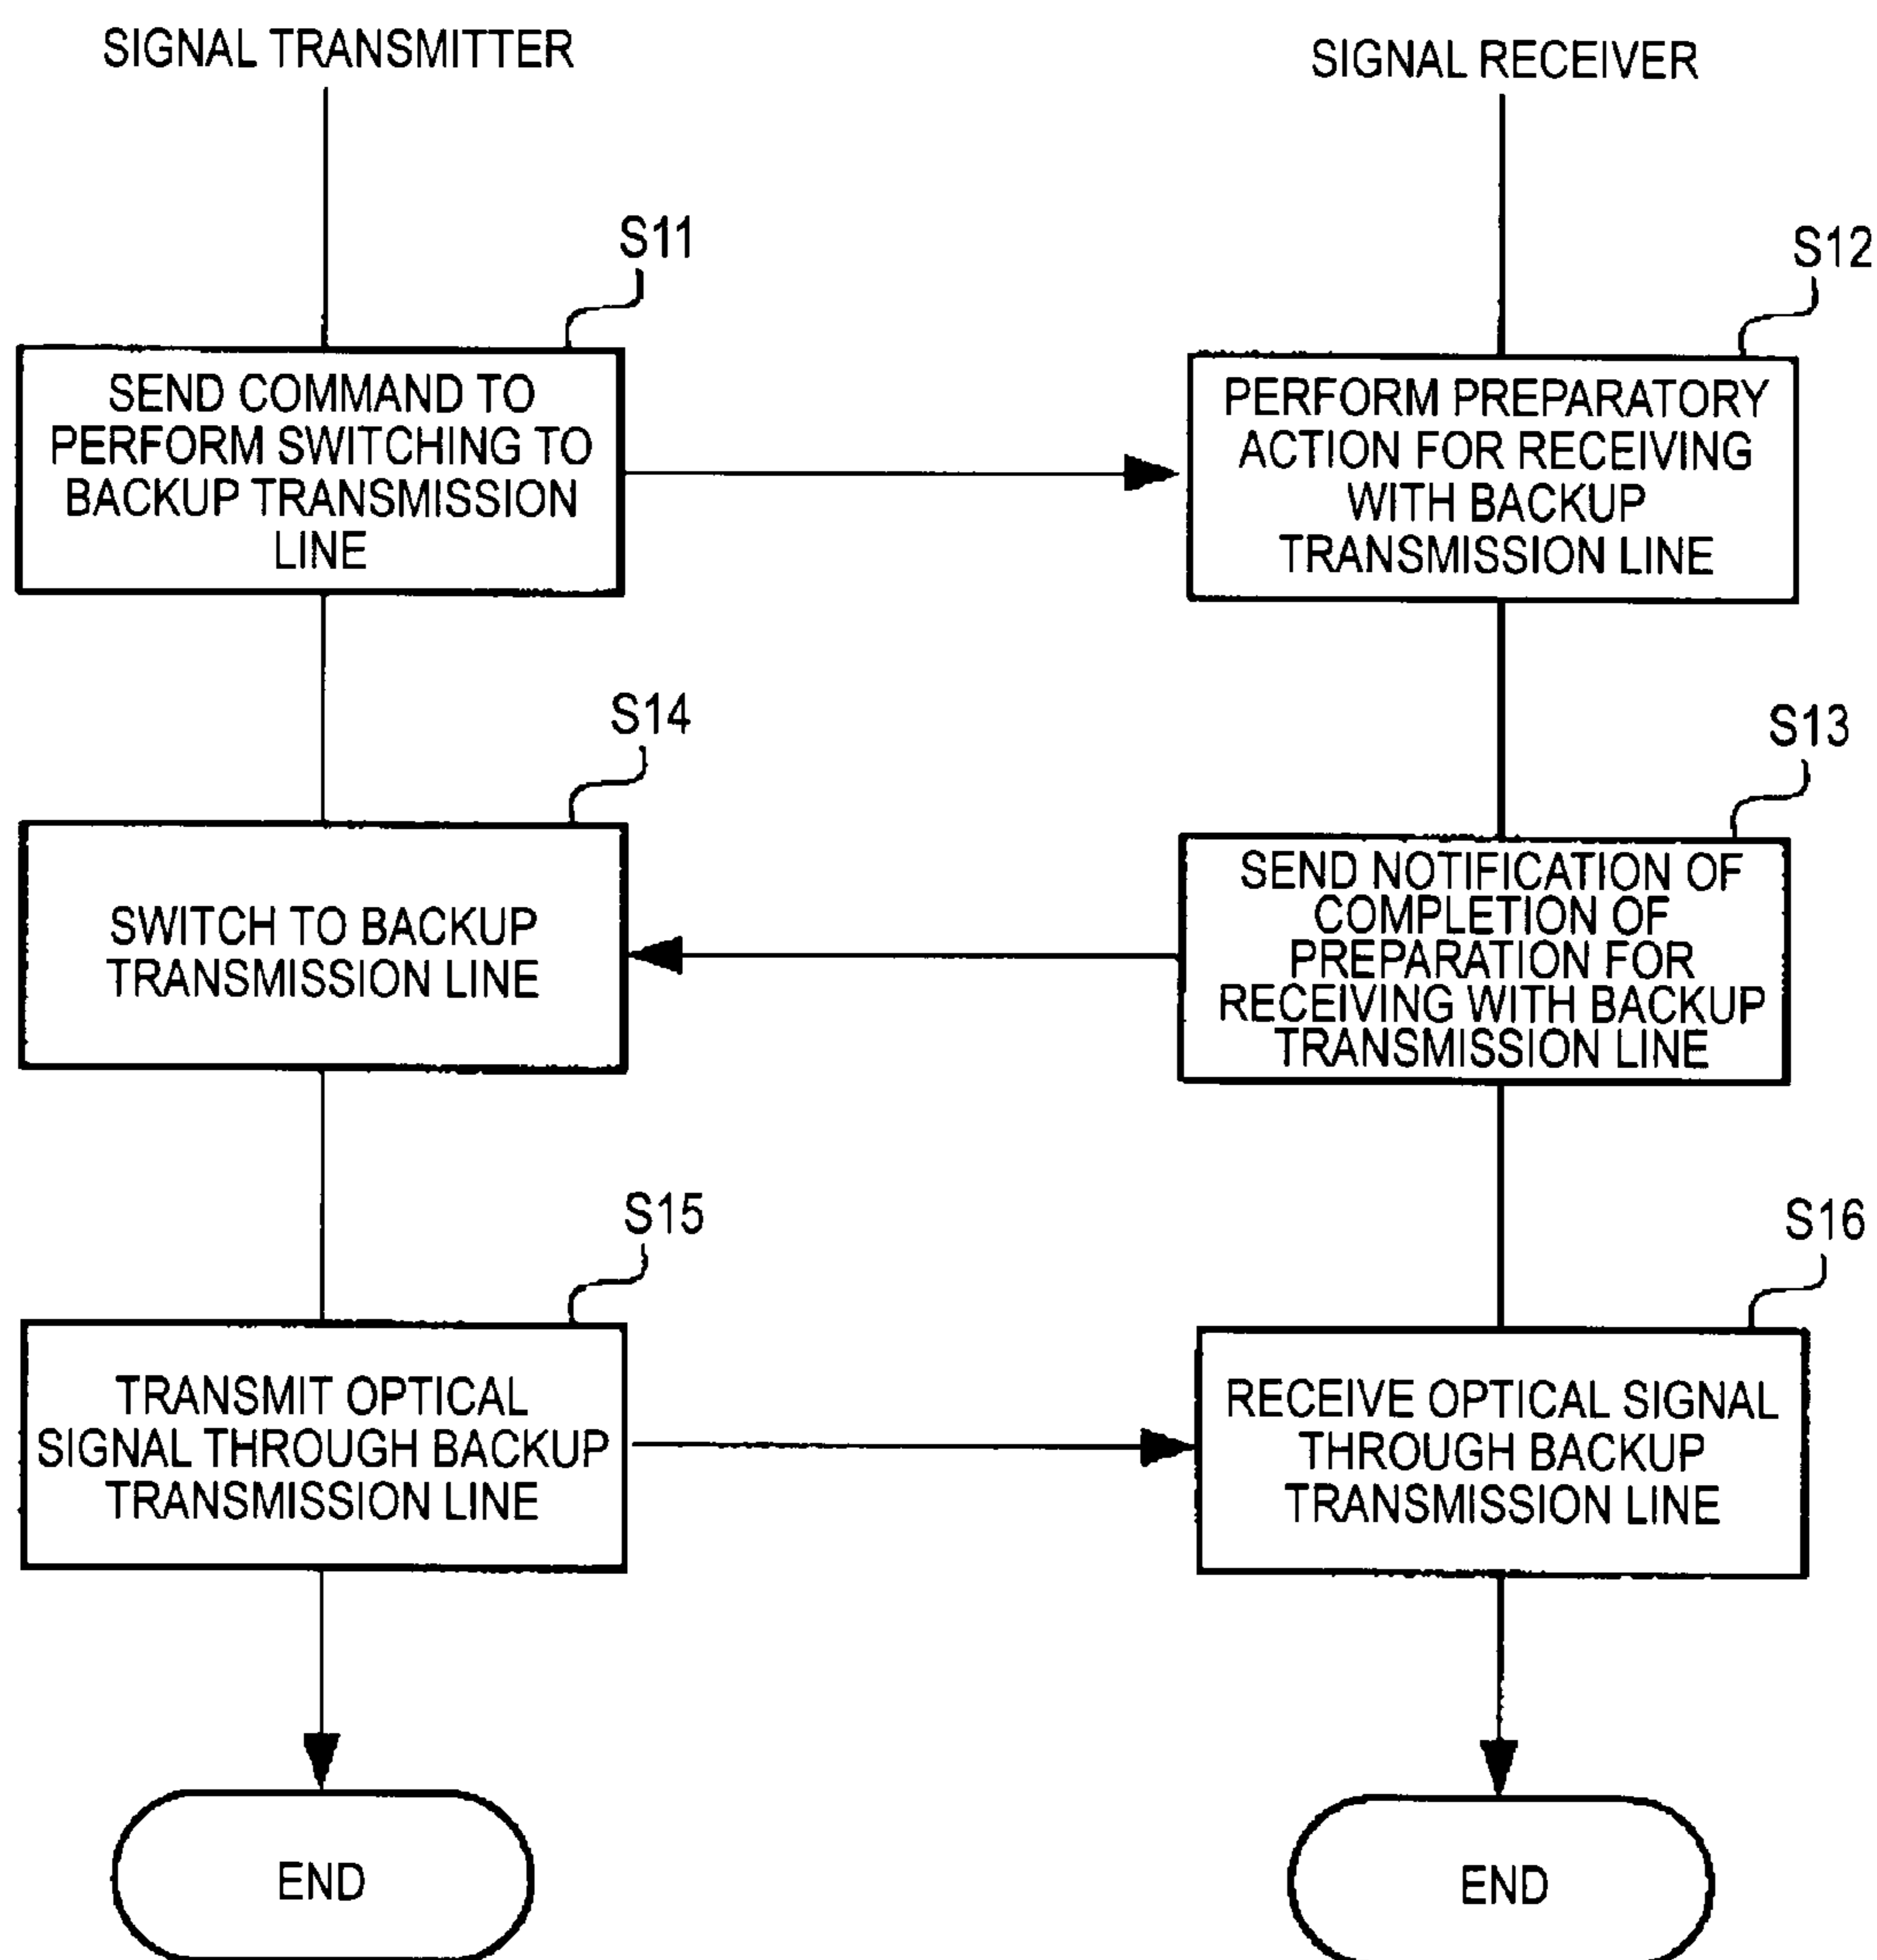 SIGNAL TRANSMITTER
SIGNAL RECEIVER
S11
SEND COMMAND TO
PERFORM SWITCHING TO
BACKUP TRANSMISSION
LINE
S12
PERFORM PREPARATORY
ACTION FOR RECEIVING
WITH BACKUP
TRANSMISSION LINE
S14
SWITCH TO BACKUP
TRANSMISSION LINE
S13
SEND NOTIFICATION OF
COMPLETION OF
PREPARATION FOR
RECEIVING WITH BACKUP
TRANSMISSION LINE
S15
TRANSMIT OPTICAL
SIGNAL THROUGH BACKUP
TRANSMISSION LINE
S16
RECEIVE OPTICAL SIGNAL
THROUGH BACKUP
TRANSMISSION LINE
END
END